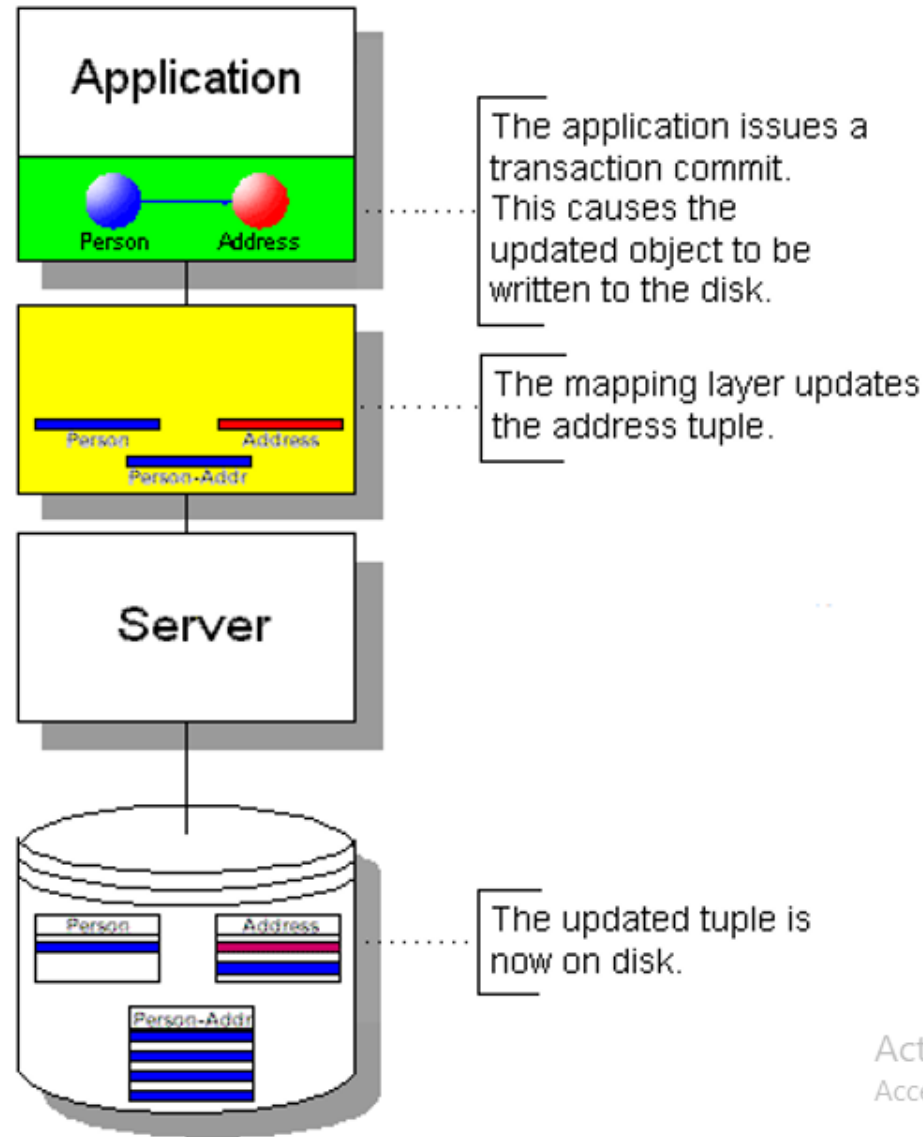 Application
Person Address
The application issues a
transaction commit.
This causes the
updated object to be
written to the disk.
Person Address
Person-Addr
The mapping layer updates
the address tuple.
Server
Person Address
Person-Addr
The updated tuple is
now on disk.
Act
Acce